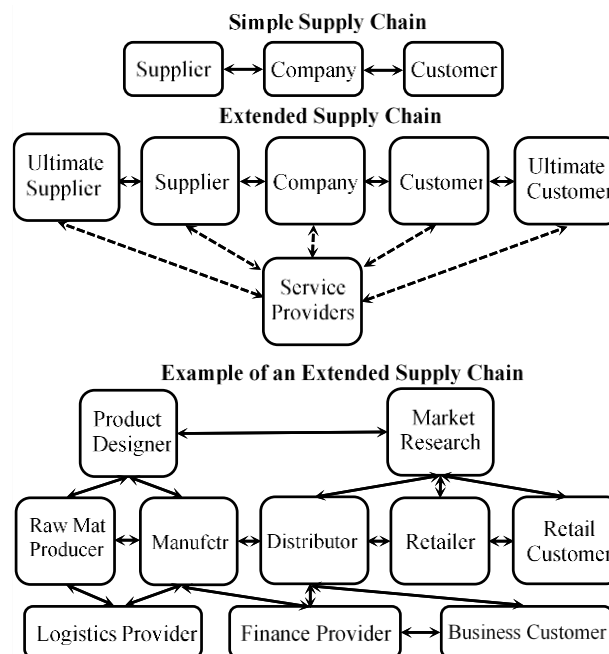 Simple Supply Chain
Supplier
Company
Customer
Extended Supply Chain
Ultimate
Supplier
Supplier
Company
Customer
Ultimate
Customer
Service
Providers
Example of an Extended Supply Chain
Product
Designer
Market
Research
Raw Mat
Producer
Manufctr
Distributor
Retailer
Retail
Customer
Logistics Provider
Finance Provider
Business Customer